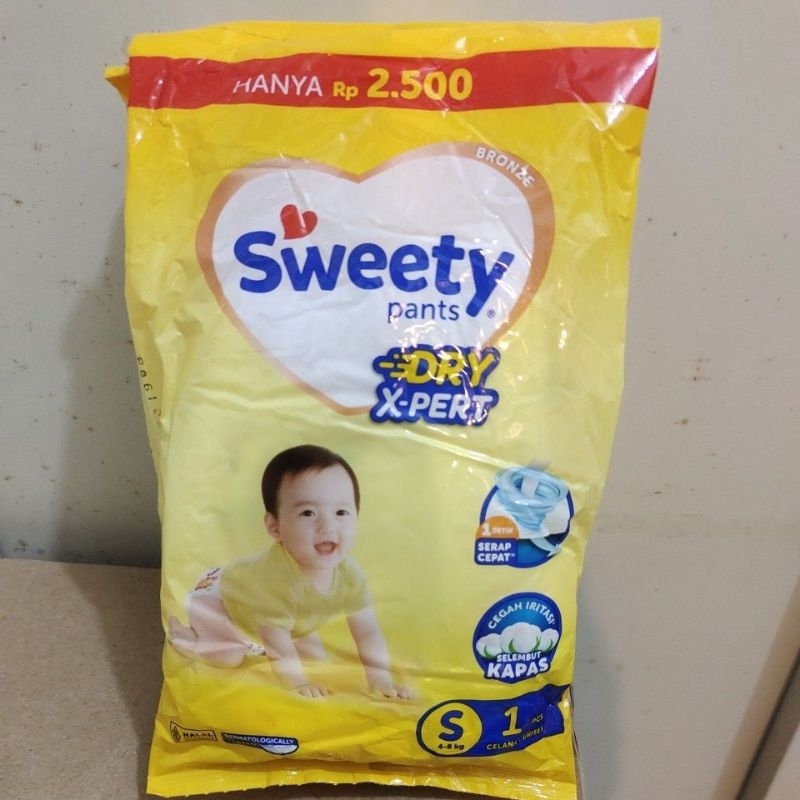 HANYA Rp 2.500
BRONZE
Sweety
pants ®
DRY
X-PERT
1 DETIK
SERAP
CEPAT**
CEGAH IRITASI*
SELEMBUT
KAPAS
S
4-8 kg
1 PCS
CELANA UNISEX
HALAL
DERMATOLOGICALLY